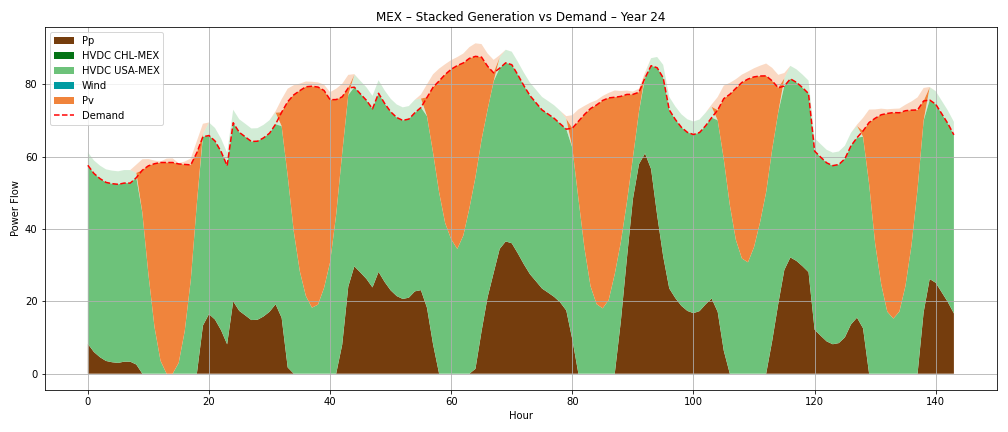 MEX – Stacked Generation vs Demand – Year 24
Pp
HVDC CHL-MEX
HVDC USA-MEX
Wind
Pv
Demand
Power Flow
80
60
40
20
0
0 20 40 60 80 100 120 140
Hour